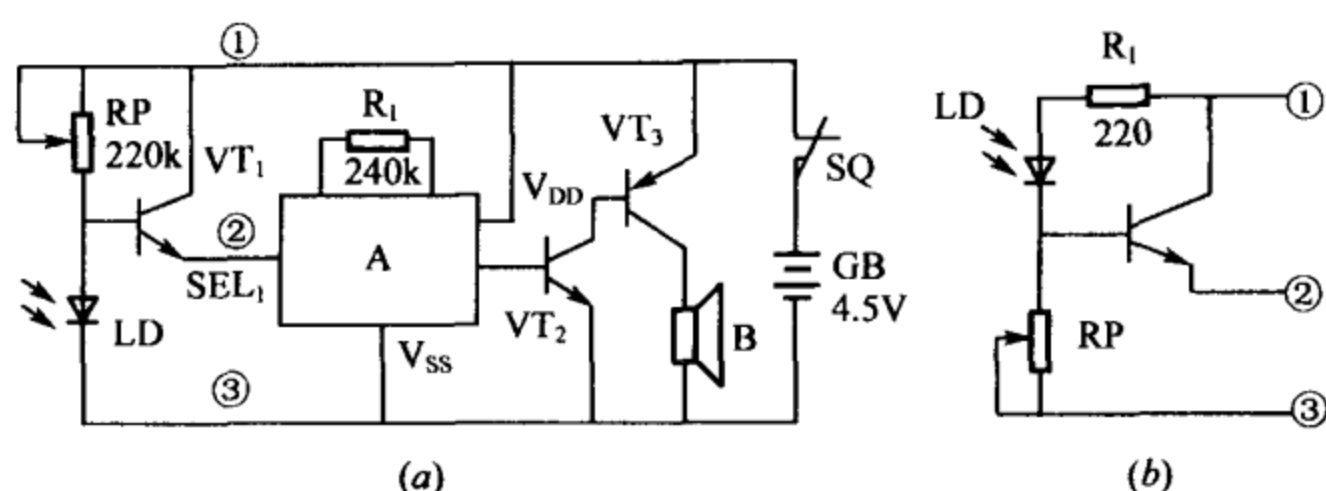 ①
RP
220k
VT₁
R₁
240k
②
SEL₁
A
V_DD
VT₃
VT₂
SQ
GB
4.5V
LD
V_SS
B
③
(a)
R₁
220
LD
①
②
RP
③
(b)